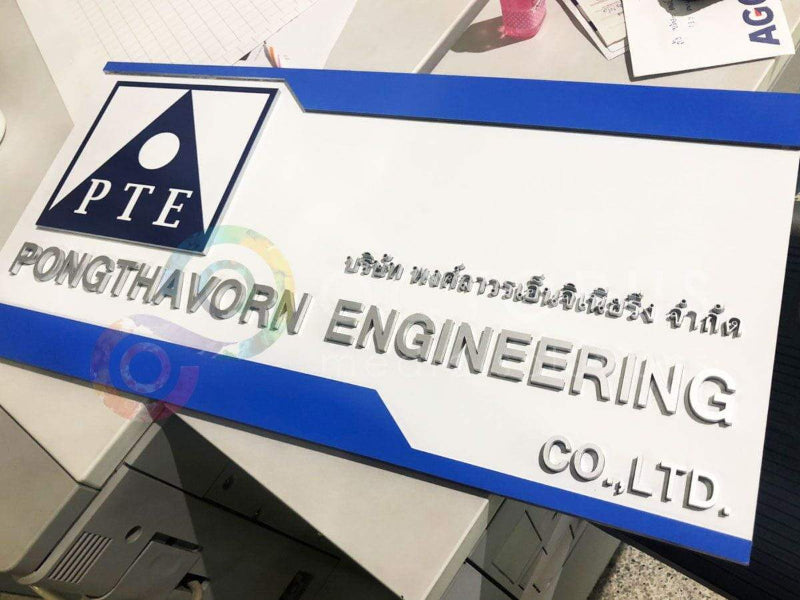 PTE
บริษัท พงศ์ถาวรเอ็นจิเนียริ่ง จำกัด
PONGTHAVORN ENGINEERING
CO.,LTD.
AGC